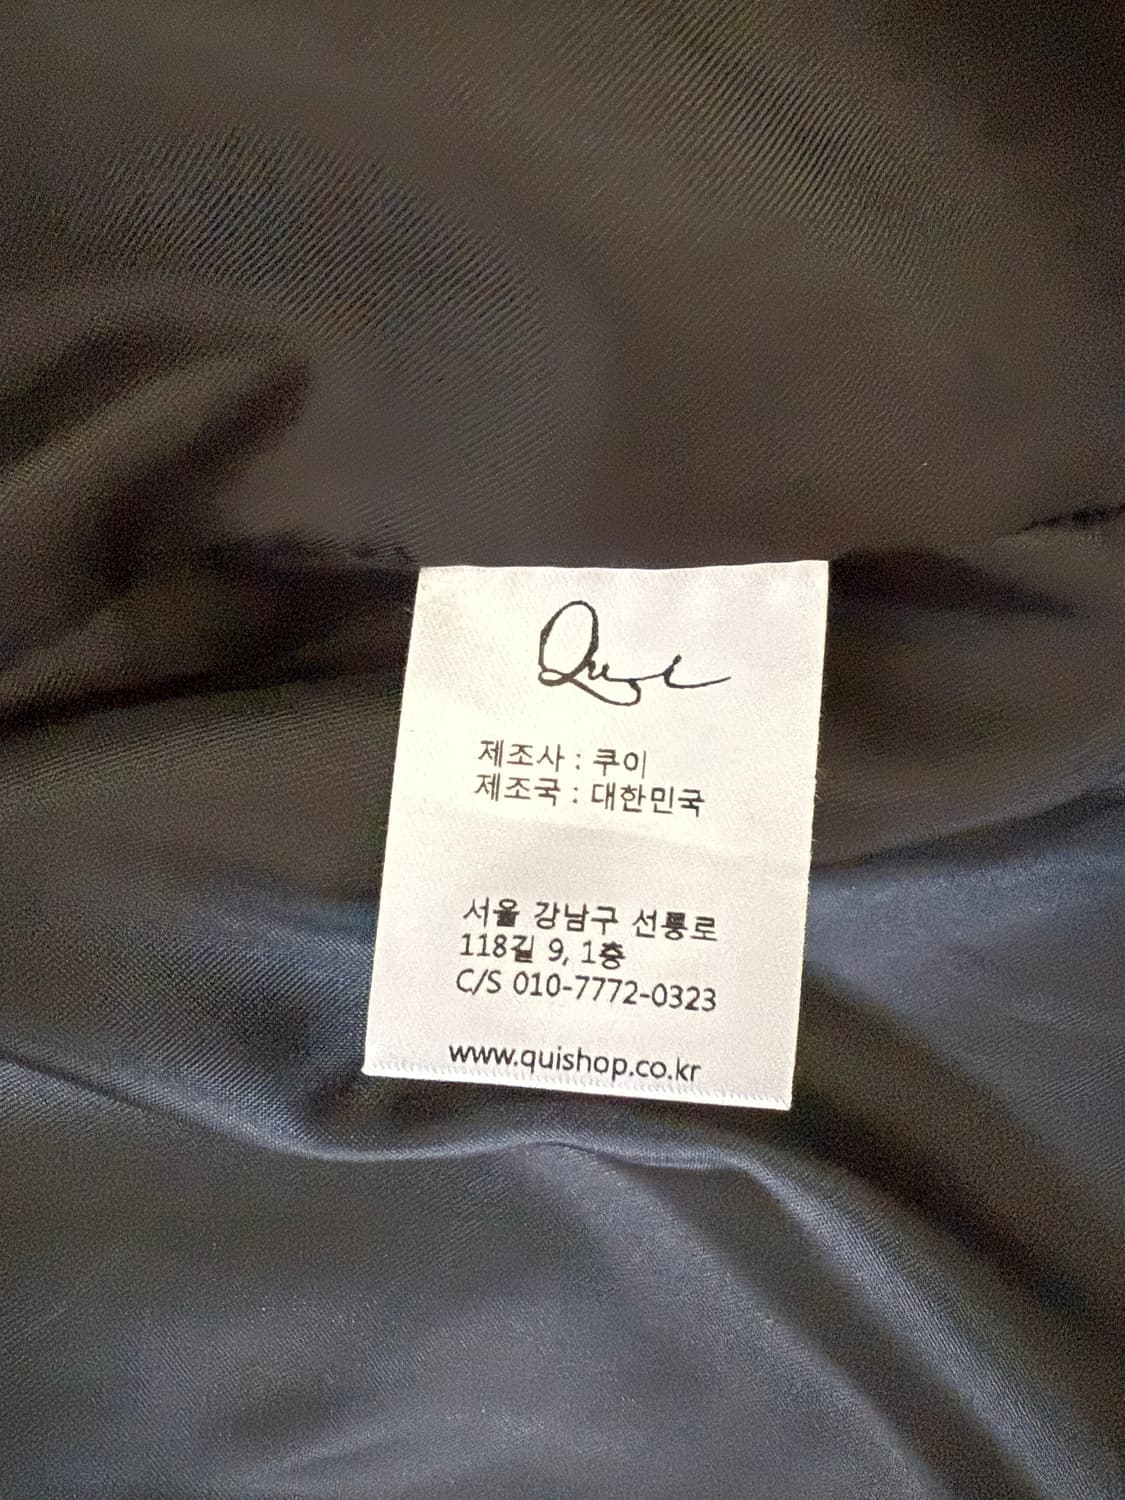 Qui
제조사 : 쿠이
제조국 : 대한민국
서울 강남구 선릉로
118길 9, 1층
C/S 010-7772-0323
www.quishop.co.kr